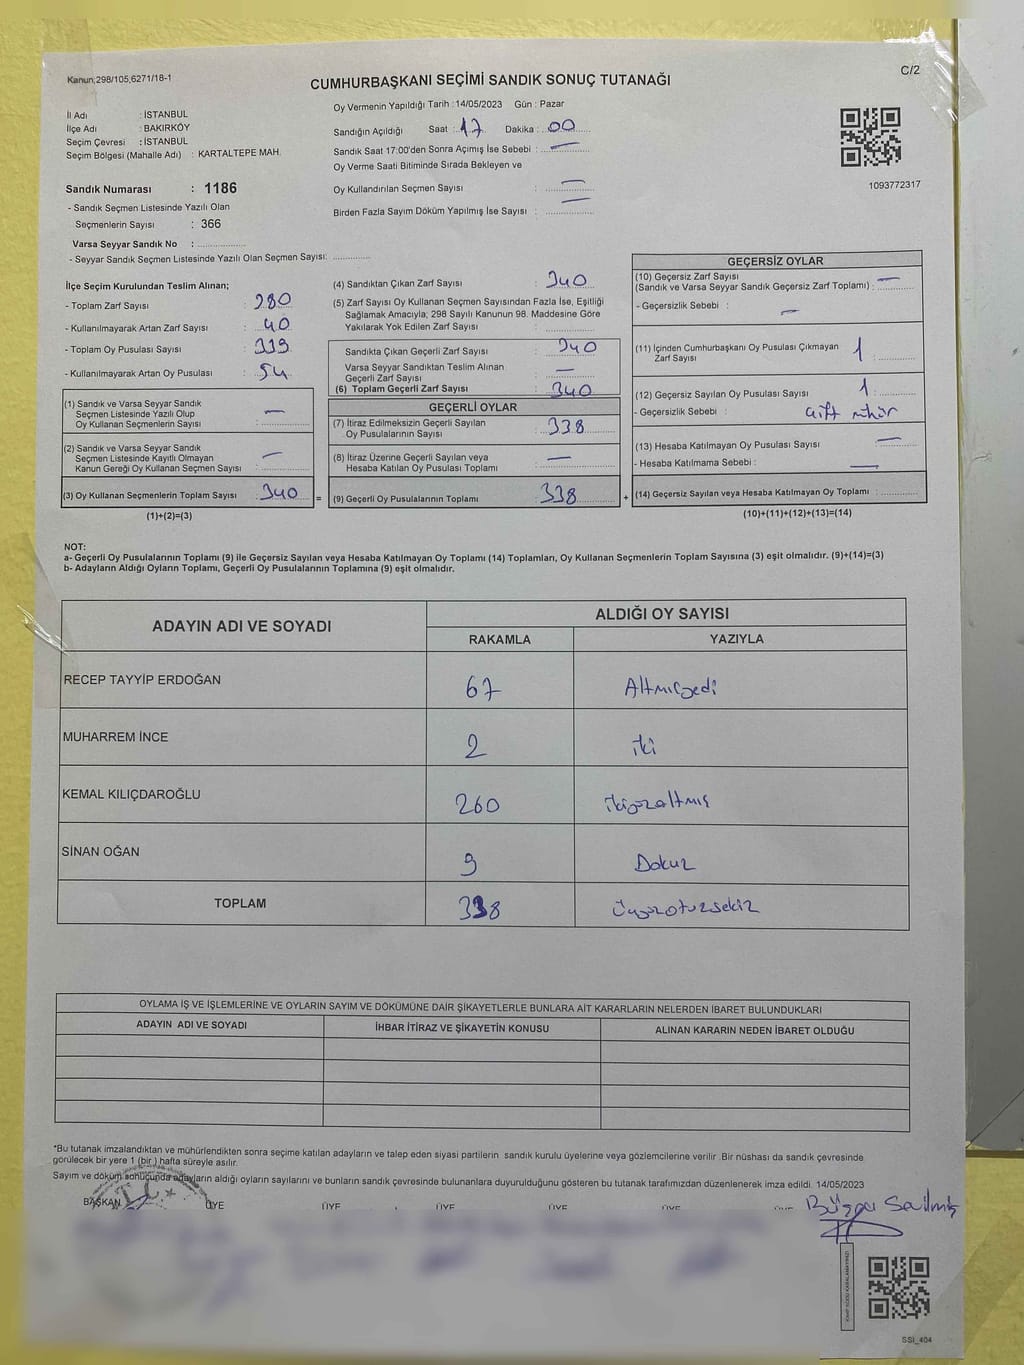 Kanun;298/105,6271/18-1
C/2
CUMHURBAŞKANI SEÇİMİ SANDIK SONUÇ TUTANAĞI
İl Adı : İSTANBUL
İlçe Adı : BAKIRKÖY
Seçim Çevresi : İSTANBUL
Seçim Bölgesi (Mahalle Adı) : KARTALTEPE MAH.
Oy Vermenin Yapıldığı Tarih :14/05/2023 Gün : Pazar
Sandığın Açıldığı Saat : 17 Dakika : 00
Sandık Saat 17:00'den Sonra Açımış İse Sebebi : —
Oy Verme Saati Bitiminde Sırada Bekleyen ve
Oy Kullandırılan Seçmen Sayısı : —
Birden Fazla Sayım Döküm Yapılmış İse Sayısı : —
1093772317
Sandık Numarası : 1186
- Sandık Seçmen Listesinde Yazılı Olan
Seçmenlerin Sayısı : 366
Varsa Seyyar Sandık No :
- Seyyar Sandık Seçmen Listesinde Yazılı Olan Seçmen Sayısı:
İlçe Seçim Kurulundan Teslim Alınan;
- Toplam Zarf Sayısı : 380
- Kullanılmayarak Artan Zarf Sayısı : 40
- Toplam Oy Pusulası Sayısı :
- Kullanılmayarak Artan Oy Pusulası : 54
(1) Sandık ve Varsa Seyyar Sandık
Seçmen Listesinde Yazılı Olup
Oy Kullanan Seçmenlerin Sayısı : —
(2) Sandık ve Varsa Seyyar Sandık
Seçmen Listesinde Kayıtlı Olmayan
Kanun Gereği Oy Kullanan Seçmen Sayısı : —
(3) Oy Kullanan Seçmenlerin Toplam Sayısı : 340
(1)+(2)=(3)
(4) Sandıktan Çıkan Zarf Sayısı : 340
(5) Zarf Sayısı Oy Kullanan Seçmen Sayısından Fazla İse, Eşitliği
Sağlamak Amacıyla; 298 Sayılı Kanunun 98. Maddesine Göre
Yakılarak Yok Edilen Zarf Sayısı :
Sandıkta Çıkan Geçerli Zarf Sayısı : 340
Varsa Seyyar Sandıktan Teslim Alınan
Geçerli Zarf Sayısı : —
(6) Toplam Geçerli Zarf Sayısı : 340
GEÇERLİ OYLAR
(7) İtiraz Edilmeksizin Geçerli Sayılan
Oy Pusulalarının Sayısı : 338
(8) İtiraz Üzerine Geçerli Sayılan veya
Hesaba Katılan Oy Pusulası Toplamı : —
= (9) Geçerli Oy Pusulalarının Toplamı : 338 +
GEÇERSİZ OYLAR
(10) Geçersiz Zarf Sayısı
(Sandık ve Varsa Seyyar Sandık Geçersiz Zarf Toplamı) : —
- Geçersizlik Sebebi : —
(11) İçinden Cumhurbaşkanı Oy Pusulası Çıkmayan
Zarf Sayısı : 1
(12) Geçersiz Sayılan Oy Pusulası Sayısı : 1
- Geçersizlik Sebebi : çift mühür
(13) Hesaba Katılmayan Oy Pusulası Sayısı : —
- Hesaba Katılmama Sebebi : —
(14) Geçersiz Sayılan veya Hesaba Katılmayan Oy Toplamı :
(10)+(11)+(12)+(13)=(14)
NOT:
a- Geçerli Oy Pusulalarının Toplamı (9) ile Geçersiz Sayılan veya Hesaba Katılmayan Oy Toplamı (14) Toplamları, Oy Kullanan Seçmenlerin Toplam Sayısına (3) eşit olmalıdır. (9)+(14)=(3)
b- Adayların Aldığı Oyların Toplamı, Geçerli Oy Pusulalarının Toplamına (9) eşit olmalıdır.
ADAYIN ADI VE SOYADI
ALDIĞI OY SAYISI
RAKAMLA YAZIYLA
RECEP TAYYİP ERDOĞAN 67 Altmışyedi
MUHARREM İNCE 2 iki
KEMAL KILIÇDAROĞLU 260 ikiyüzaltmış
SİNAN OĞAN 9 Dokuz
TOPLAM 338 Üçyüzotuzsekiz
OYLAMA İŞ VE İŞLEMLERİNE VE OYLARIN SAYIM VE DÖKÜMÜNE DAİR ŞİKAYETLERLE BUNLARA AİT KARARLARIN NELERDEN İBARET BULUNDUKLARI
ADAYIN ADI VE SOYADI İHBAR İTİRAZ VE ŞİKAYETİN KONUSU ALINAN KARARIN NEDEN İBARET OLDUĞU
*Bu tutanak imzalandıktan ve mühürlendikten sonra seçime katılan adayların ve talep eden siyasi partilerin sandık kurulu üyelerine veya gözlemcilerine verilir .Bir nüshası da sandık çevresinde
görülecek bir yere 1 (bir ) hafta süreyle asılır.
Sayım ve döküm sonucunda adayların aldığı oyların sayılarını ve bunların sandık çevresinde bulunanlara duyurulduğunu gösteren bu tutanak tarafımızdan düzenlenerek imza edildi. 14/05/2023
BAŞKAN ÜYE ÜYE ÜYE ÜYE ÜYE
T.C.
SSİ_404